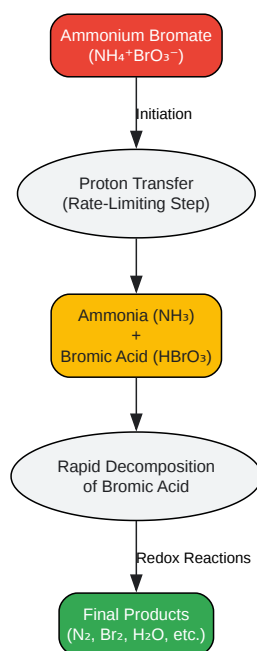 Ammonium Bromate
(NH₄⁺BrO₃⁻)
Initiation
Proton Transfer
(Rate-Limiting Step)
Ammonia (NH₃)
+
Bromic Acid (HBrO₃)
Rapid Decomposition
of Bromic Acid
Redox Reactions
Final Products
(N₂, Br₂, H₂O, etc.)